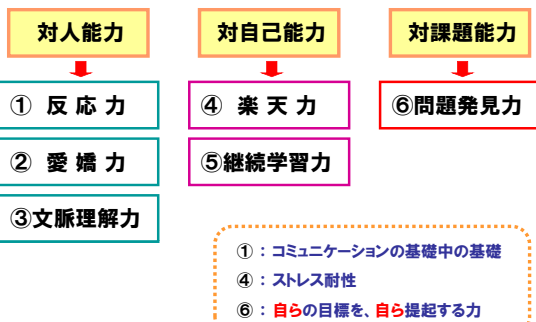 対人能力
対自己能力
対課題能力
① 反 応 力
④ 楽 天 力
⑥問題発見力
② 愛 嬌 力
⑤継続学習力
③文脈理解力
① : コミュニケーションの基礎中の基礎
④ : ストレス耐性
⑥ : 自らの目標を、自ら提起する力